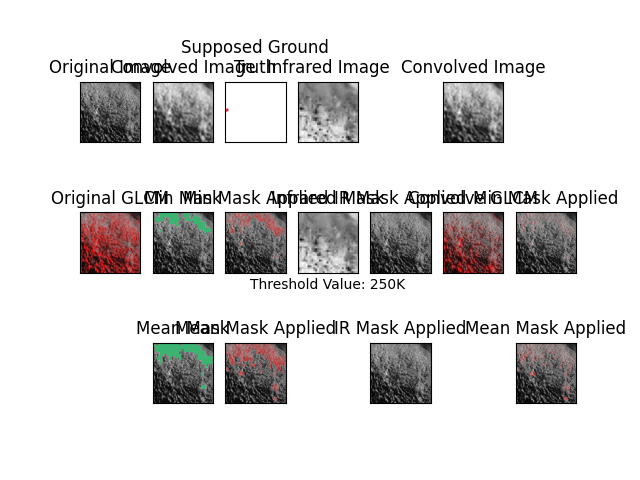 Supposed Ground
Original Image
Convolved Image
Truth
Infrared Image
Convolved Image
Original GLCM
Min Mask
Min Mask Applied
Infrared Mask
IR Mask Applied
Convolved GLCM
Min Mask Applied
Threshold Value: 250K
Mean Mask
Mean Mask Applied
IR Mask Applied
Mean Mask Applied